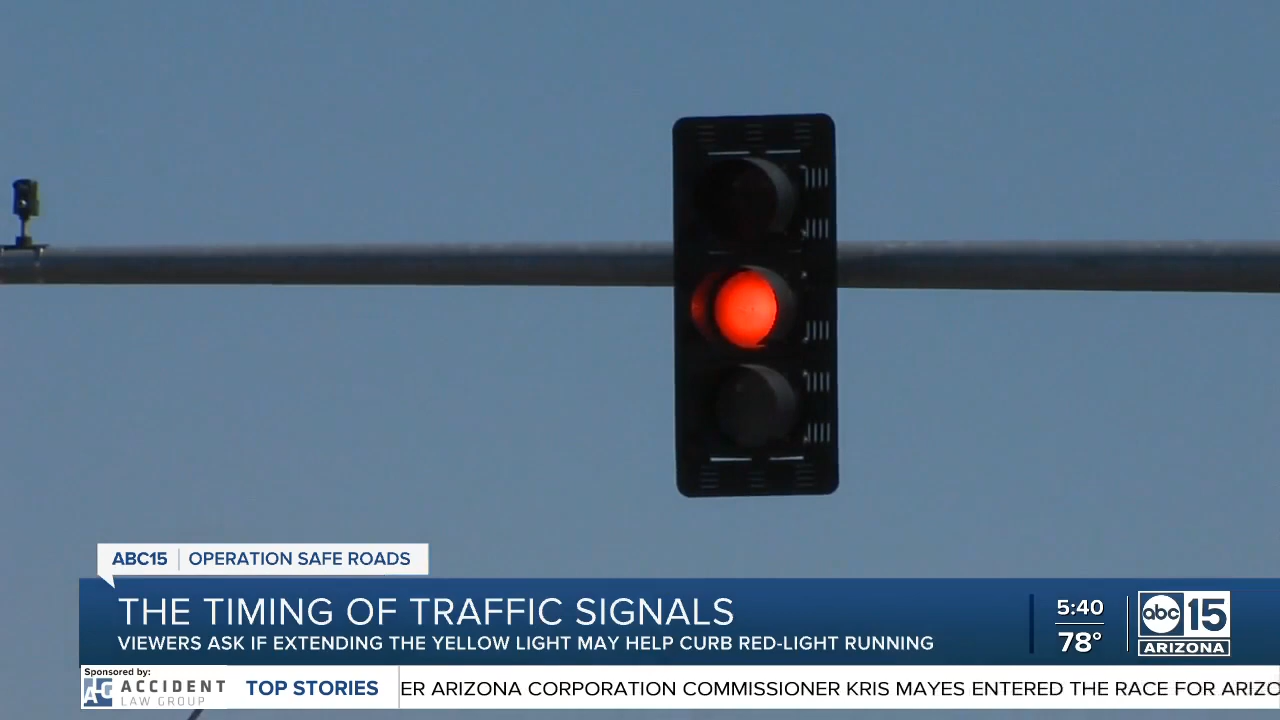 ABC15 OPERATION SAFE ROADS
THE TIMING OF TRAFFIC SIGNALS
VIEWERS ASK IF EXTENDING THE YELLOW LIGHT MAY HELP CURB RED-LIGHT RUNNING
5:40
78°
abc 15
ARIZONA
Sponsored by:
ALG ACCIDENT
LAW GROUP
TOP STORIES
ER ARIZONA CORPORATION COMMISSIONER KRIS MAYES ENTERED THE RACE FOR ARIZO